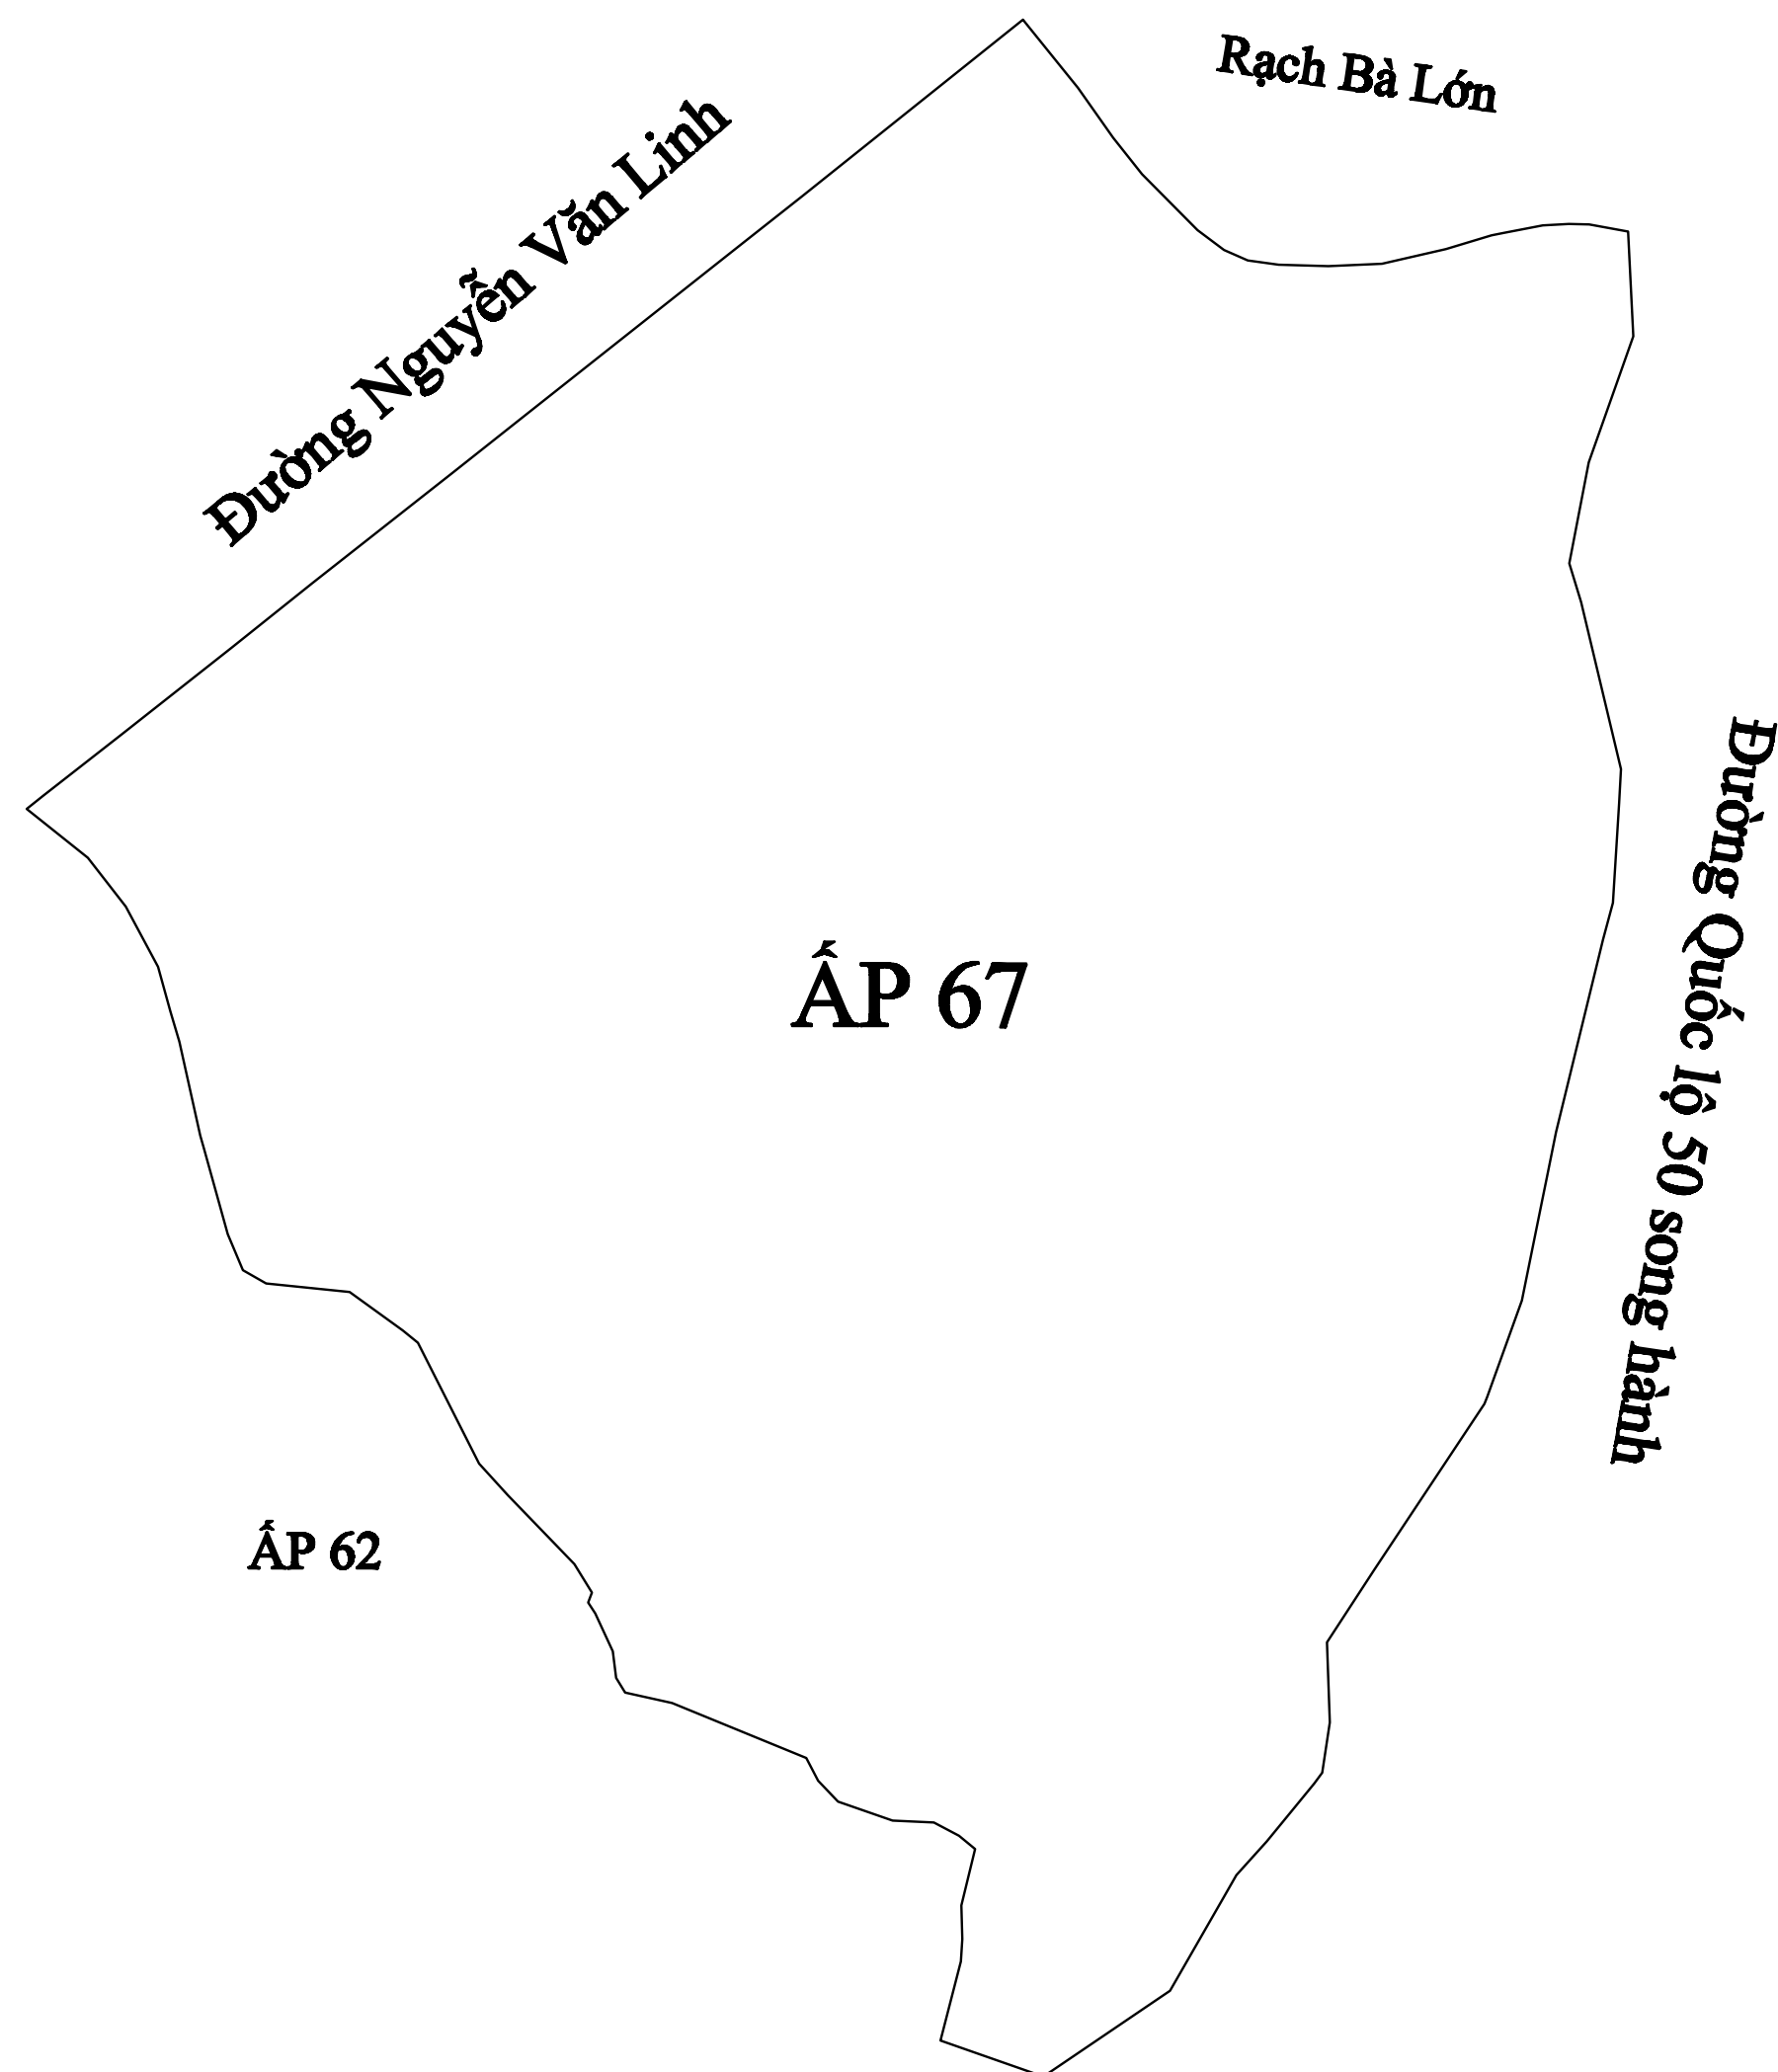 Rạch Bà Lớn
Đường Nguyễn Văn Linh
Đường Quốc lộ 50 song hành
ẤP 67
ẤP 62